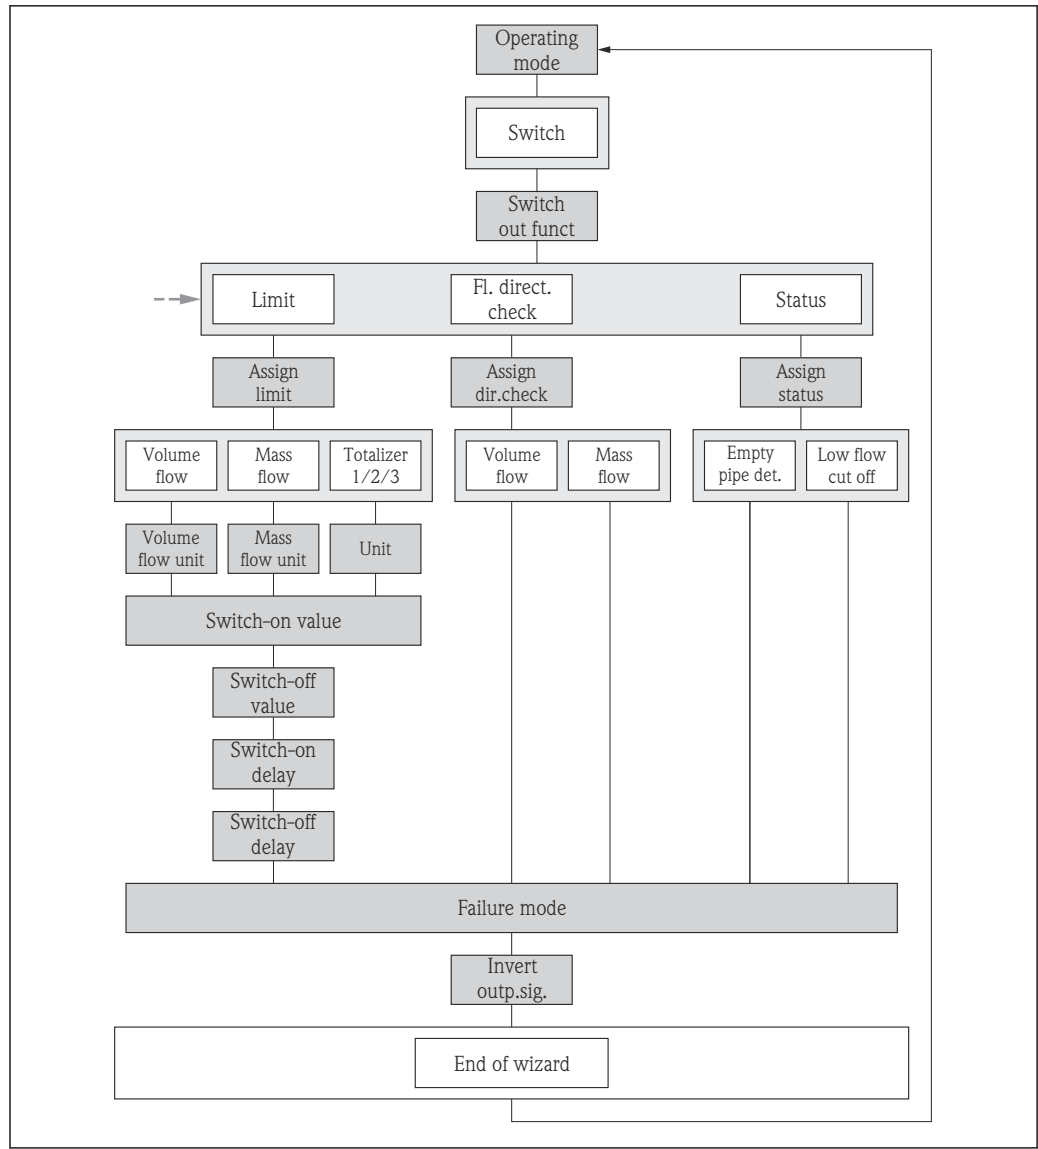 Operating
mode
Switch
Switch
out funct
Limit
Fl. direct.
check
Status
Assign
limit
Assign
dir.check
Assign
status
Volume
flow
Mass
flow
Totalizer
1/2/3
Volume
flow
Mass
flow
Empty
pipe det.
Low flow
cut off
Volume
flow unit
Mass
flow unit
Unit
Switch-on value
Switch-off
value
Switch-on
delay
Switch-off
delay
Failure mode
Invert
outp.sig.
End of wizard